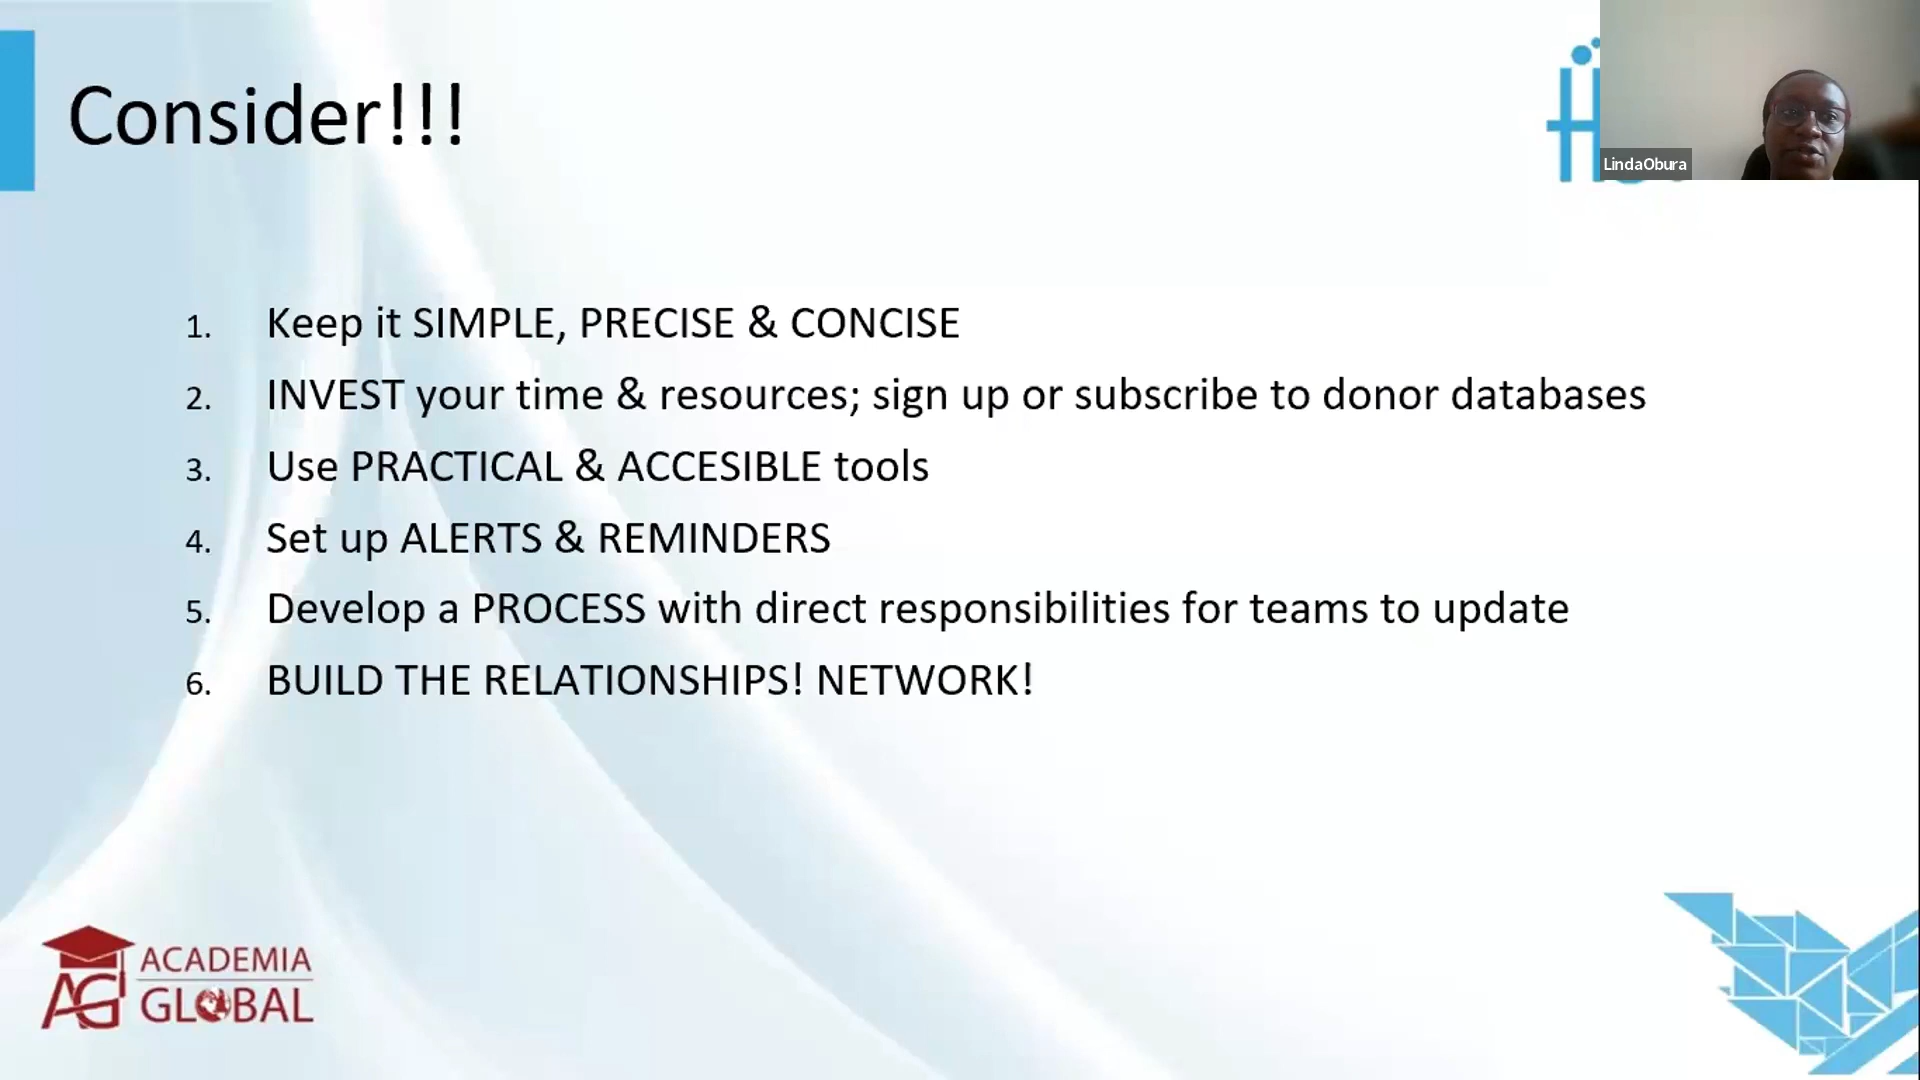 Consider!!!
LindaObura
1. Keep it SIMPLE, PRECISE & CONCISE
2. INVEST your time & resources; sign up or subscribe to donor databases
3. Use PRACTICAL & ACCESIBLE tools
4. Set up ALERTS & REMINDERS
5. Develop a PROCESS with direct responsibilities for teams to update
6. BUILD THE RELATIONSHIPS! NETWORK!
AG
ACADEMIA
GLOBAL